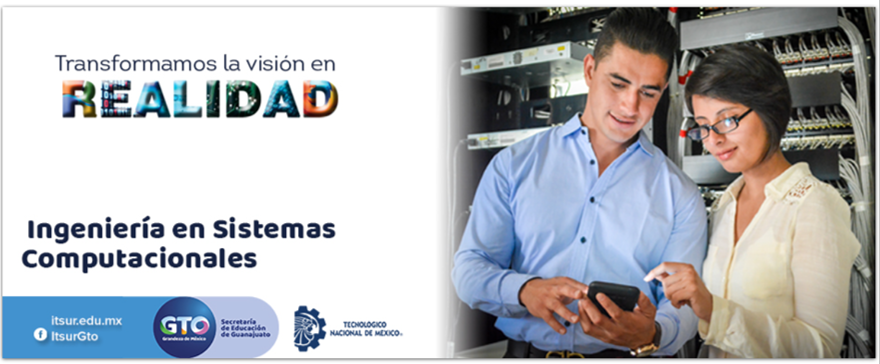 Transformamos la visión en
REALIDAD
Ingeniería en Sistemas
Computacionales
itsur.edu.mx
ItsurGto
GTO
Grandeza de México
Secretaría
de Educación
de Guanajuato
TECNOLÓGICO
NACIONAL DE MÉXICO